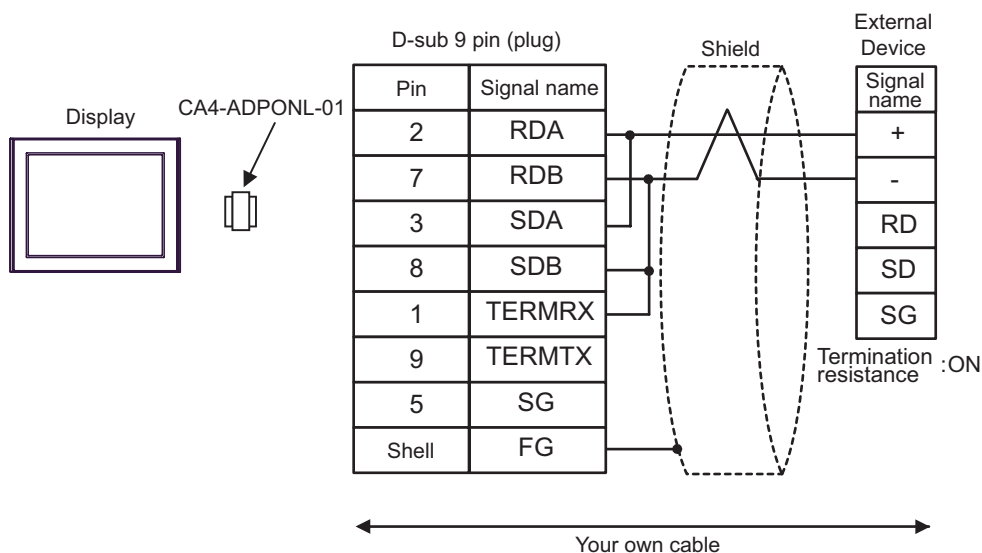 Display
CA4-ADPONL-01
D-sub 9 pin (plug)
Pin Signal name
2 RDA
7 RDB
3 SDA
8 SDB
1 TERMRX
9 TERMTX
5 SG
Shell FG
Shield
External
Device
Signal
name
+
-
RD
SD
SG
Termination
resistance :ON
Your own cable